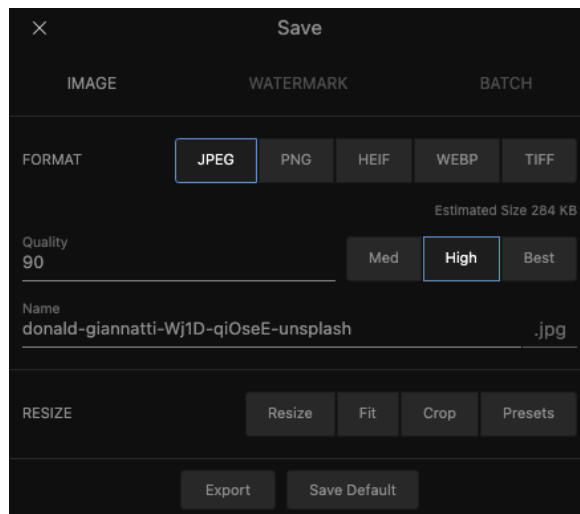 Save
IMAGE WATERMARK BATCH
FORMAT JPEG PNG HEIF WEBP TIFF
Estimated Size 284 KB
Quality
90 Med High Best
Name
donald-giannatti-Wj1D-qiOseE-unsplash .jpg
RESIZE Resize Fit Crop Presets
Export Save Default